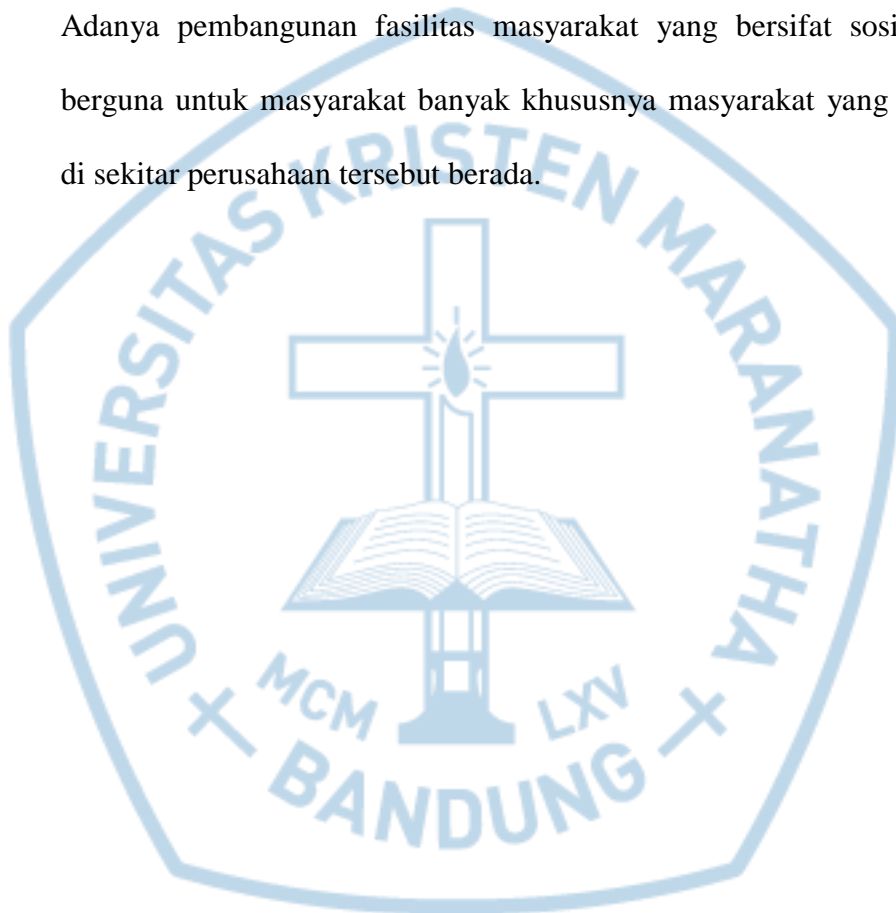 Adanya pembangunan fasilitas masyarakat yang bersifat sosi
berguna untuk masyarakat banyak khususnya masyarakat yang
di sekitar perusahaan tersebut berada.
UNIVERSITAS KRISTEN MARANATHA
MCM LXV
BANDUNG